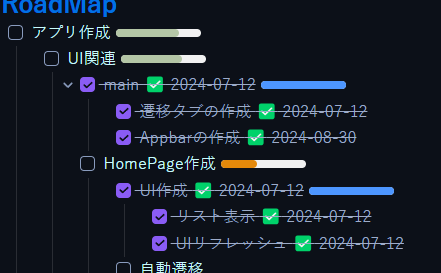 RoadMap
アプリ作成
UI関連
main ✅ 2024-07-12
遷移タブの作成 ✅ 2024-07-12
Appbarの作成 ✅ 2024-08-30
HomePage作成
UI作成 ✅ 2024-07-12
リスト表示 ✅ 2024-07-12
UIリフレッシュ ✅ 2024-07-12
自動遷移